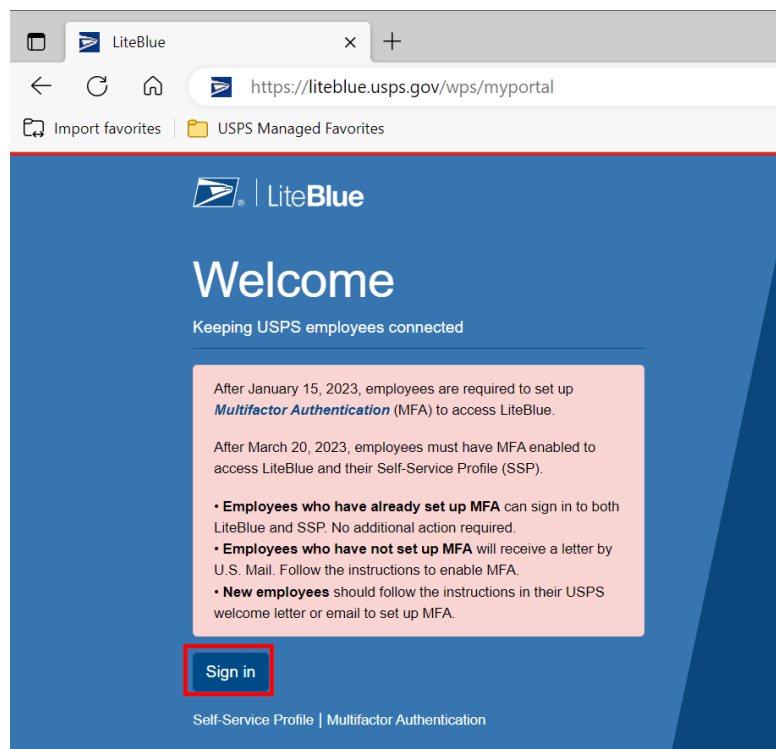 LiteBlue
https://liteblue.usps.gov/wps/myportal
Import favorites
USPS Managed Favorites
LiteBlue
Welcome
Keeping USPS employees connected
After January 15, 2023, employees are required to set up
Multifactor Authentication (MFA) to access LiteBlue.
After March 20, 2023, employees must have MFA enabled to
access LiteBlue and their Self-Service Profile (SSP).
• Employees who have already set up MFA can sign in to both
LiteBlue and SSP. No additional action required.
• Employees who have not set up MFA will receive a letter by
U.S. Mail. Follow the instructions to enable MFA.
• New employees should follow the instructions in their USPS
welcome letter or email to set up MFA.
Sign in
Self-Service Profile | Multifactor Authentication